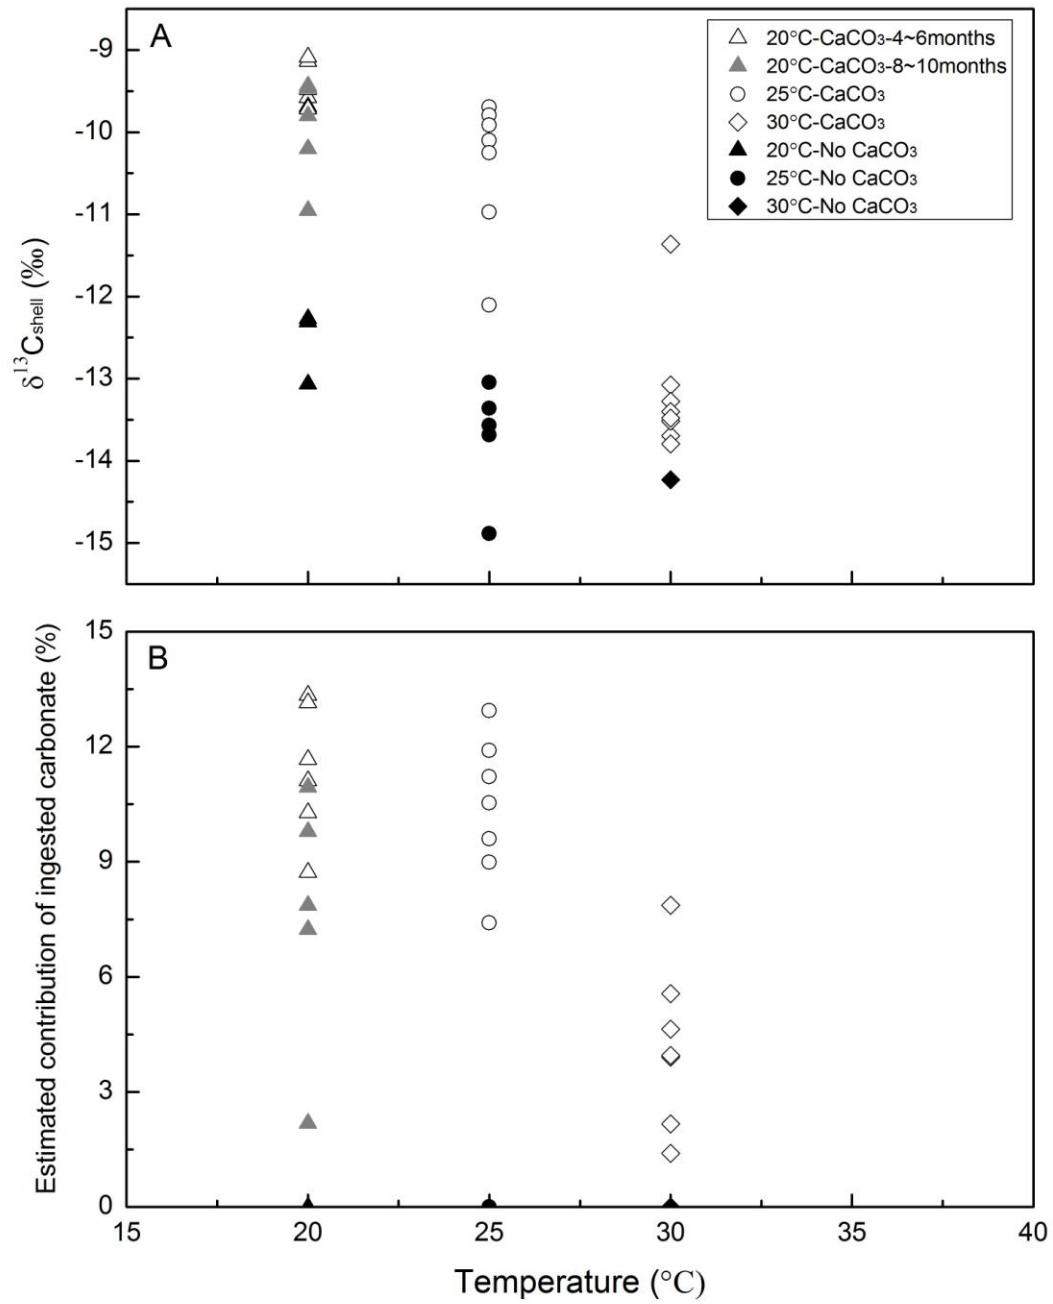 A
-9
-10
-11
-12
-13
-14
-15
δ¹³Cshell (‰)
20°C-CaCO₃-4~6months
20°C-CaCO₃-8~10months
25°C-CaCO₃
30°C-CaCO₃
20°C-No CaCO₃
25°C-No CaCO₃
30°C-No CaCO₃
B
15
12
9
6
3
0
Estimated contribution of ingested carbonate (%)
15 20 25 30 35 40
Temperature (°C)